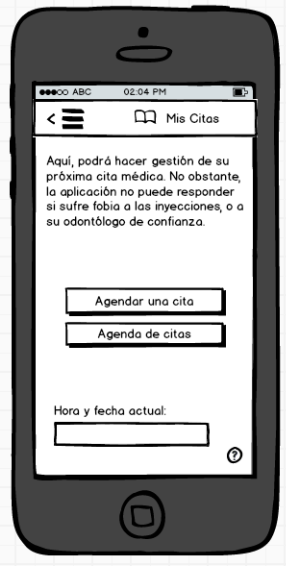 ABC 02:04 PM
< Mis Citas
Aquí, podrá hacer gestión de su
próxima cita médica. No obstante,
la aplicación no puede responder
si sufre fobia a las inyecciones, o a
su odontólogo de confianza.
Agendar una cita
Agenda de citas
Hora y fecha actual:
?